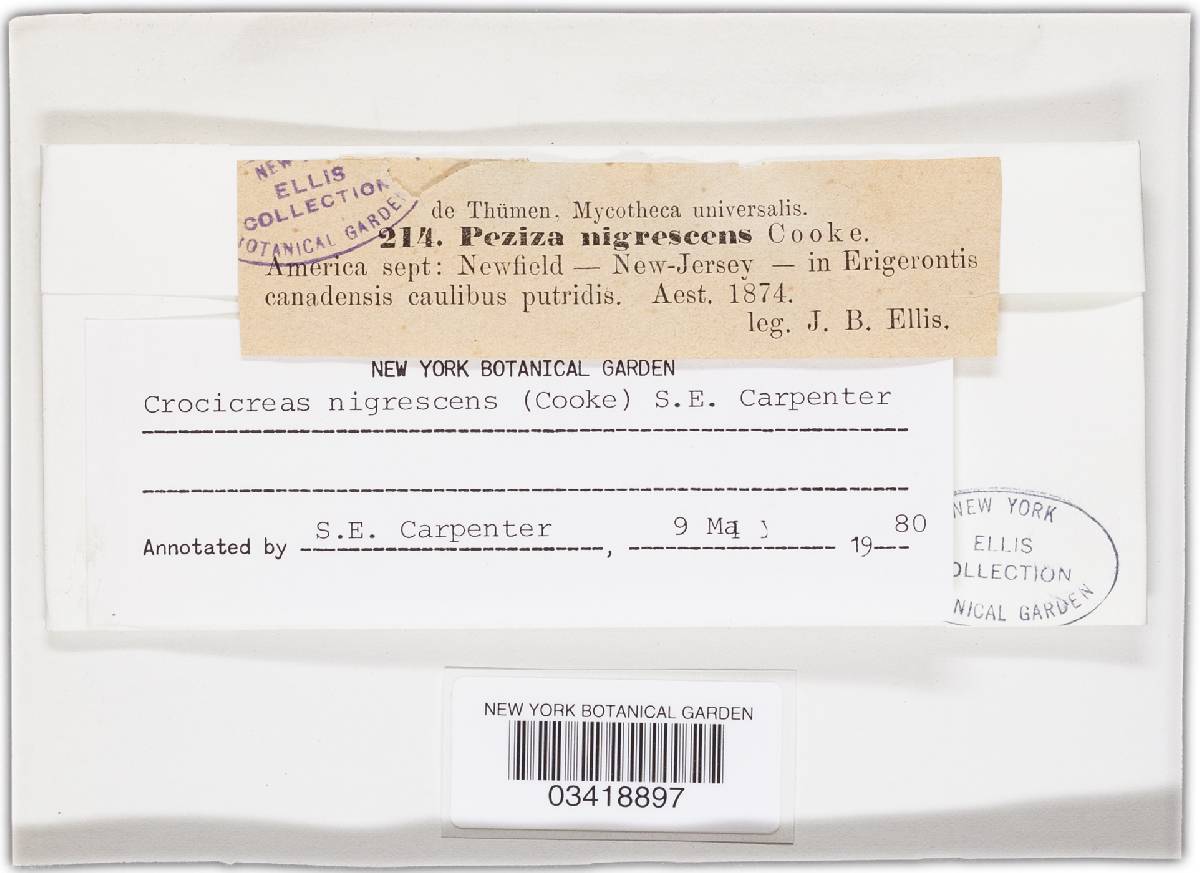 NEW
ELLIS
COLLECTION
BOTANICAL GARDEN
de Thümen, Mycotheca universalis.
214. Peziza nigrescens Cooke.
America sept: Newfield — New-Jersey — in Erigerontis
canadensis caulibus putridis. Aest. 1874.
leg. J. B. Ellis.
NEW YORK BOTANICAL GARDEN
Crocicreas nigrescens (Cooke) S.E. Carpenter
Annotated by S.E. Carpenter, 9 May 1980
NEW YORK
ELLIS
OLLECTION
NICAL GARDEN
NEW YORK BOTANICAL GARDEN
03418897